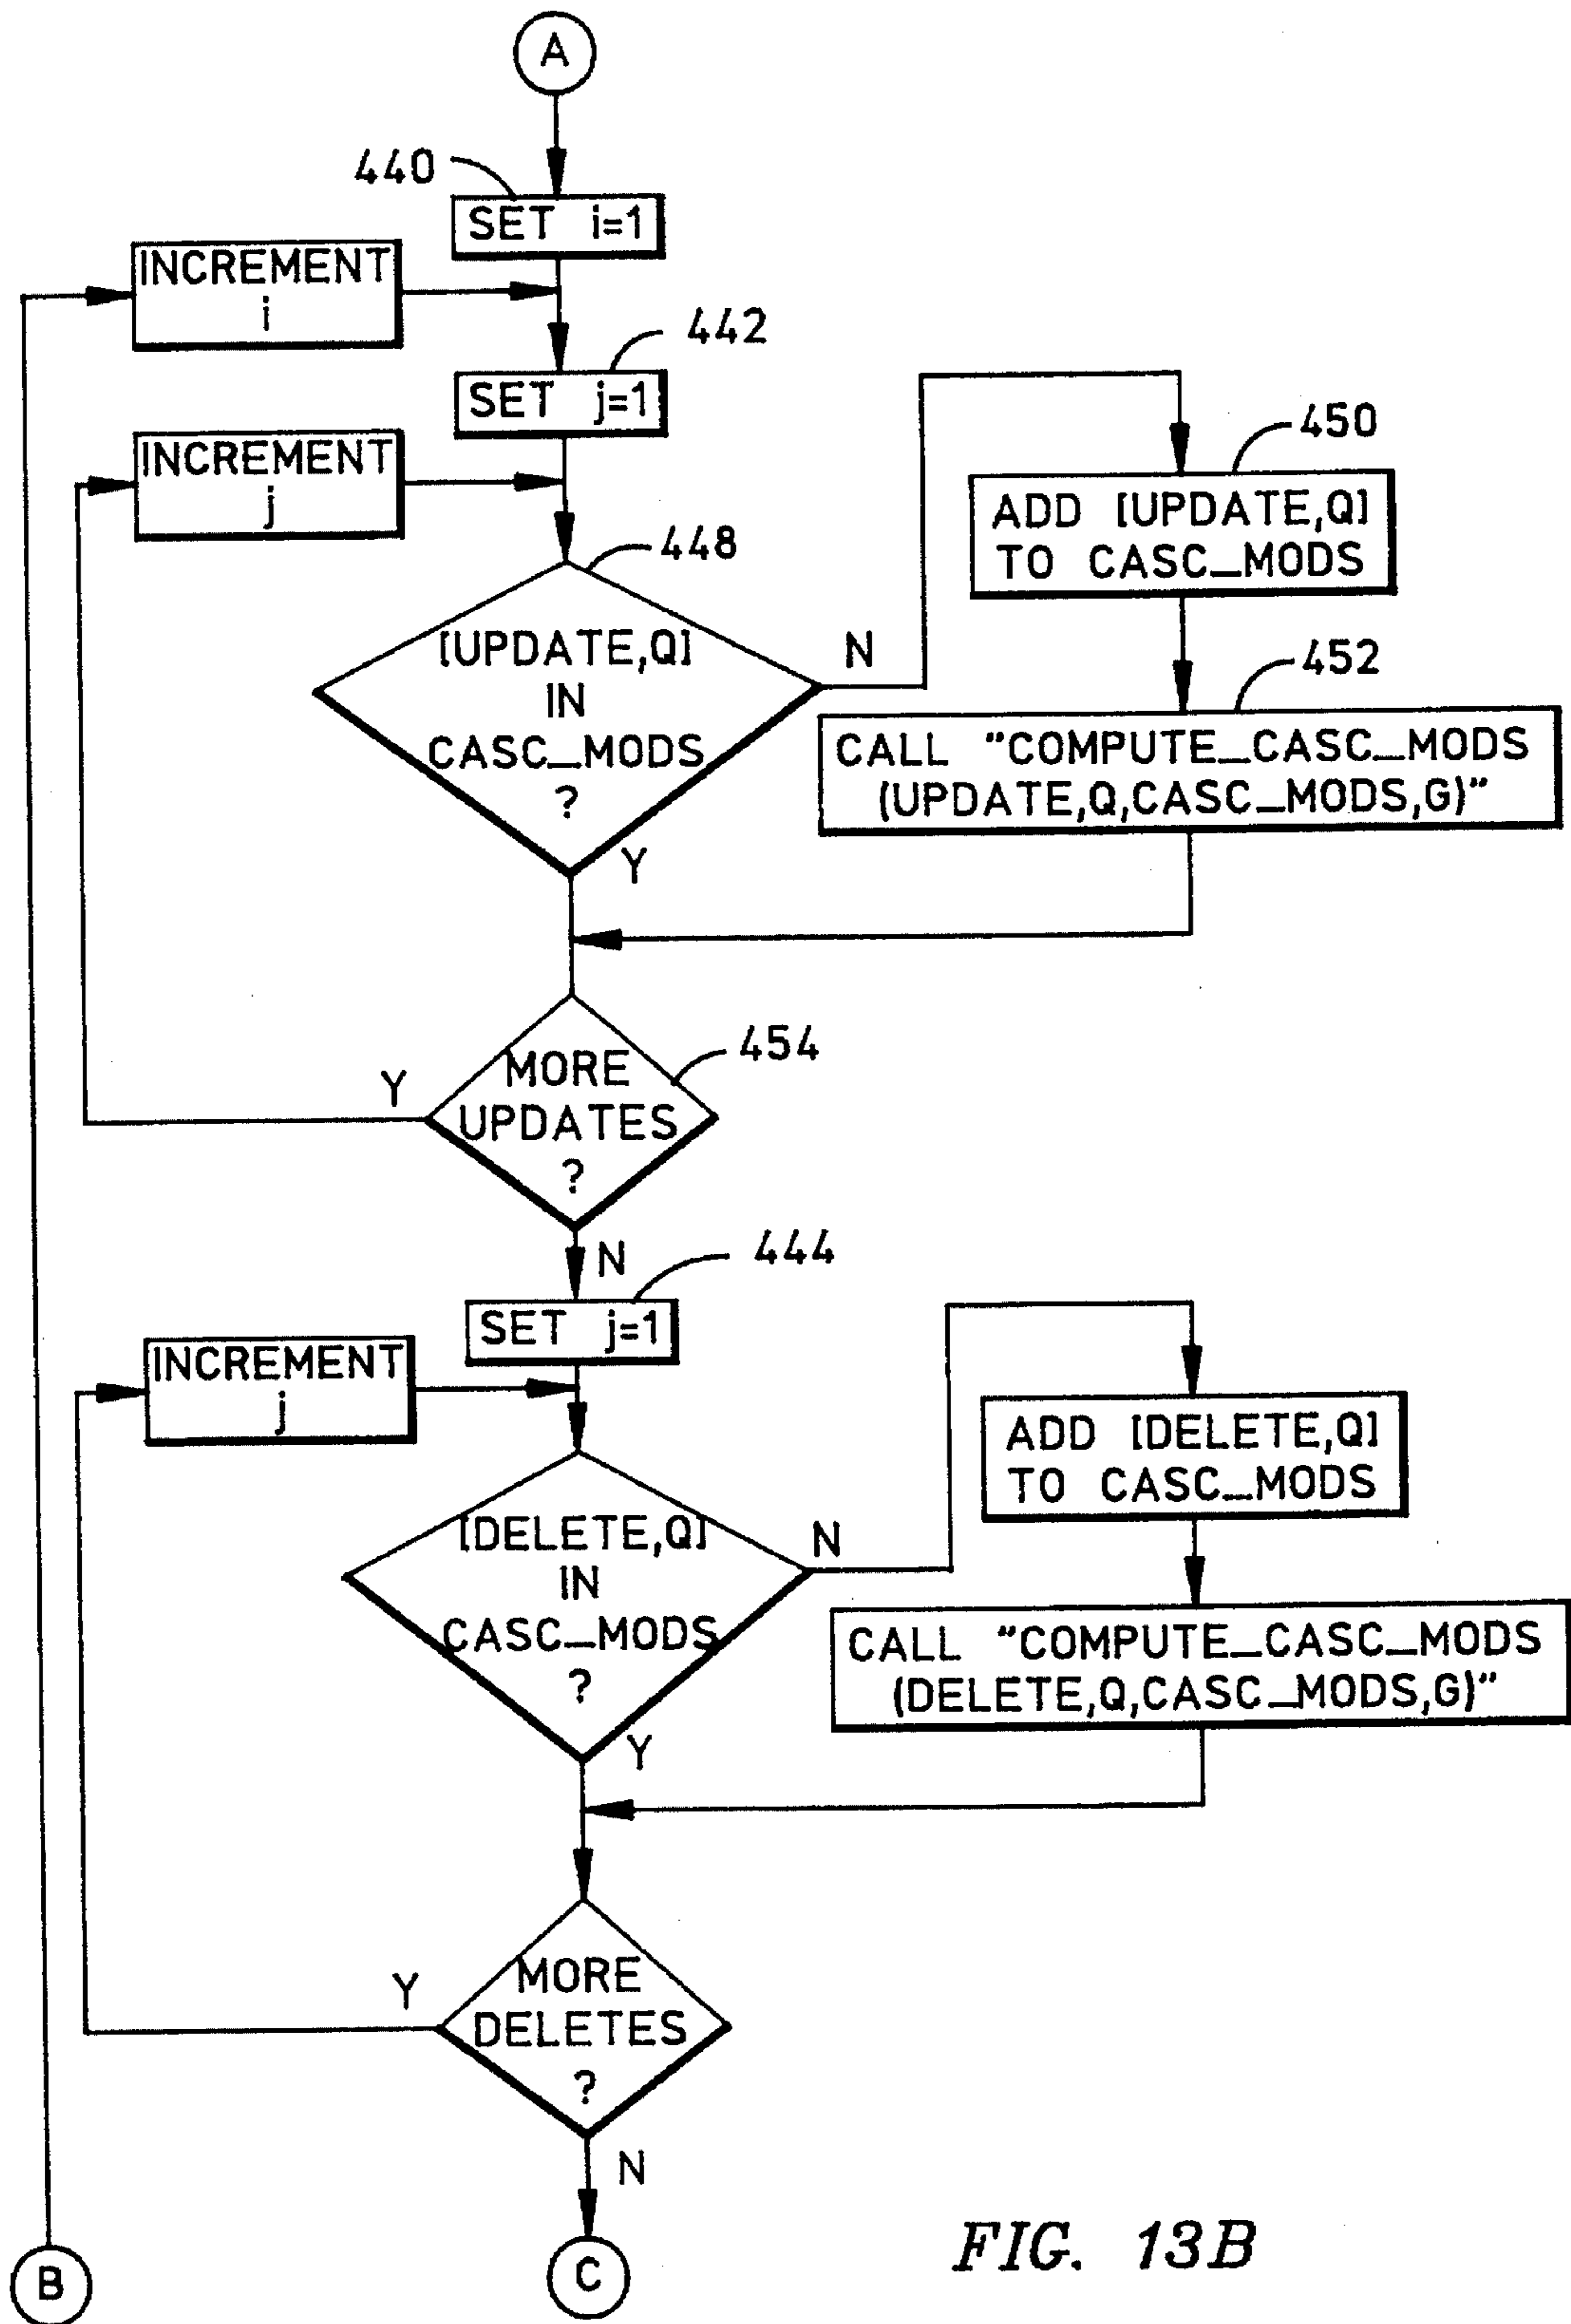 A
440
SET i=1
INCREMENT
i
442
SET j=1
INCREMENT
j
448
[UPDATE,Q]
IN
CASC_MODS
?
N
Y
450
ADD [UPDATE,Q]
TO CASC_MODS
452
CALL "COMPUTE_CASC_MODS
(UPDATE,Q,CASC_MODS,G)"
454
MORE
UPDATES
?
Y
N
444
SET j=1
INCREMENT
j
[DELETE,Q]
IN
CASC_MODS
?
N
Y
ADD [DELETE,Q]
TO CASC_MODS
CALL "COMPUTE_CASC_MODS
(DELETE,Q,CASC_MODS,G)"
MORE
DELETES
?
Y
N
B
C
FIG. 13B